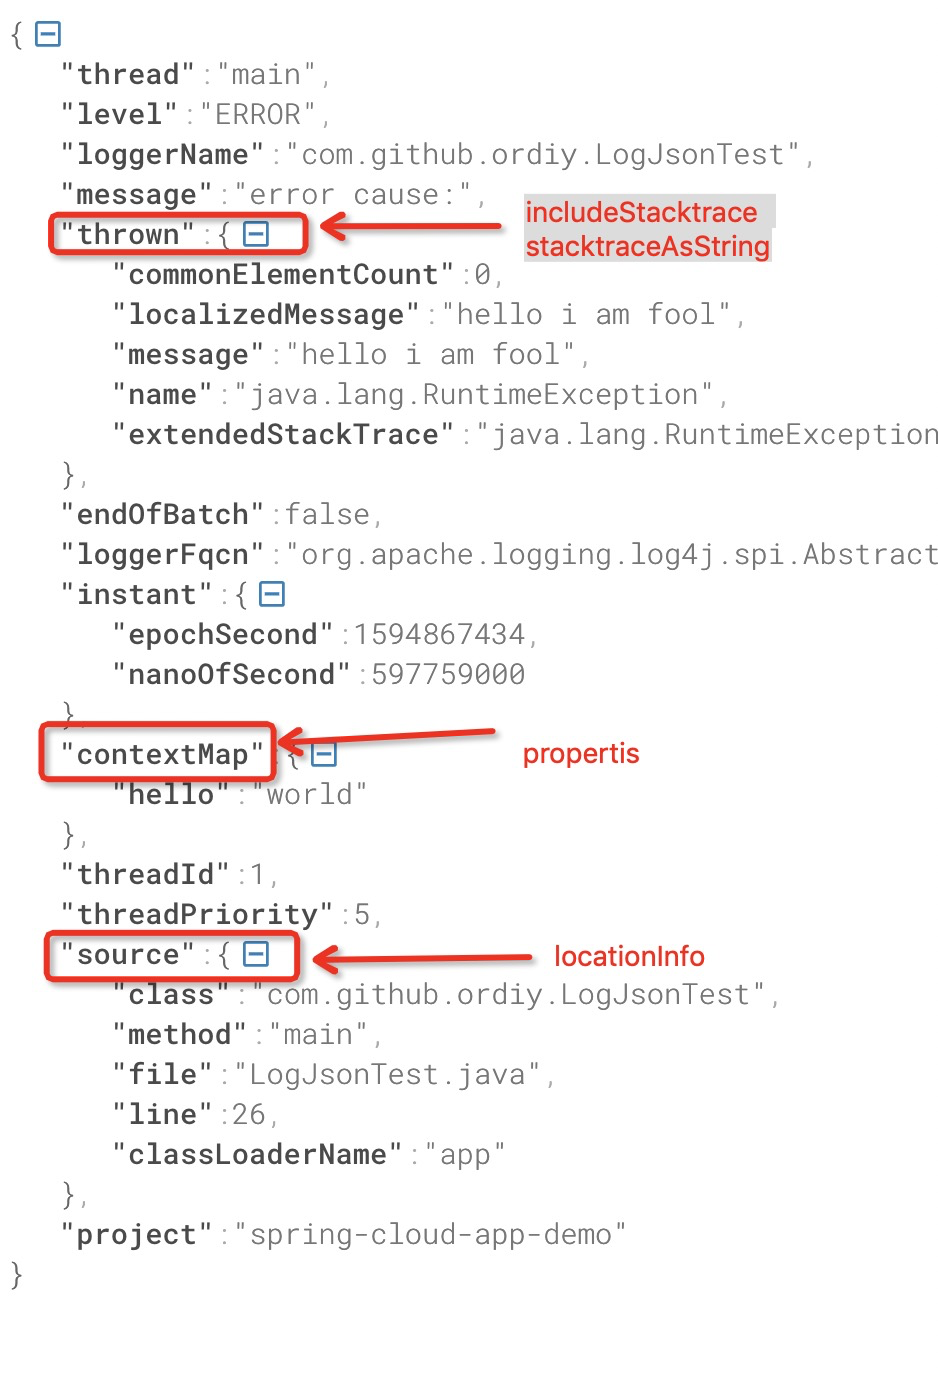 {
"thread":"main",
"level":"ERROR",
"loggerName":"com.github.ordiy.LogJsonTest",
"message":"error cause:",
"thrown":{
includeStacktrace
stacktraceAsString
"commonElementCount":0,
"localizedMessage":"hello i am fool",
"message":"hello i am fool",
"name":"java.lang.RuntimeException",
"extendedStackTrace":"java.lang.RuntimeException
},
"endOfBatch":false,
"loggerFqcn":"org.apache.logging.log4j.spi.Abstract
"instant":{
"epochSecond":1594867434,
"nanoOfSecond":597759000
},
"contextMap":{
propertis
"hello":"world"
},
"threadId":1,
"threadPriority":5,
"source":{
locationInfo
"class":"com.github.ordiy.LogJsonTest",
"method":"main",
"file":"LogJsonTest.java",
"line":26,
"classLoaderName":"app"
},
"project":"spring-cloud-app-demo"
}